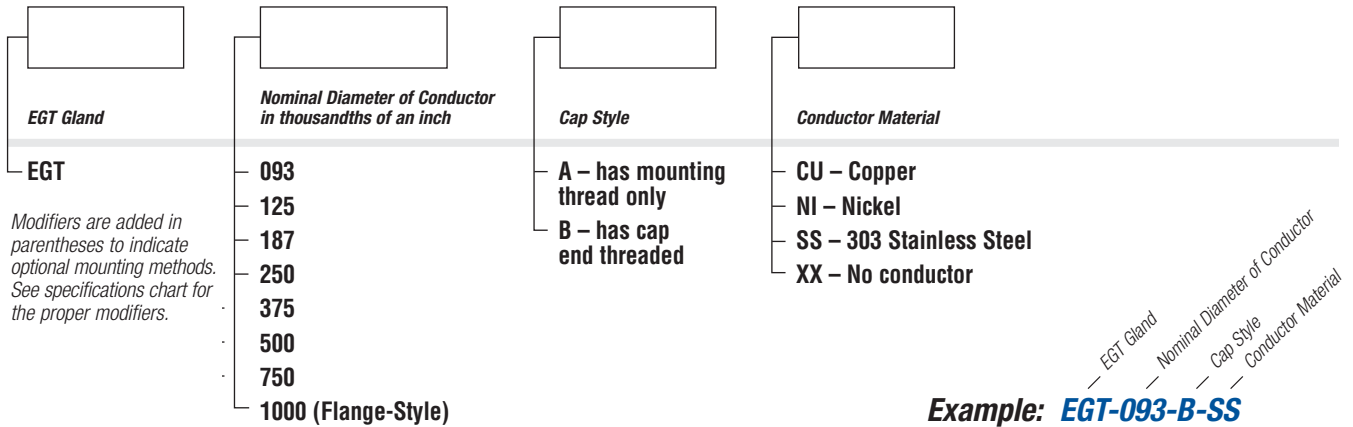 EGT Gland
Nominal Diameter of Conductor
in thousandths of an inch
Cap Style
Conductor Material
EGT
Modifiers are added in
parentheses to indicate
optional mounting methods.
See specifications chart for
the proper modifiers.
093
125
187
250
375
500
750
1000 (Flange-Style)
A – has mounting
thread only
B – has cap
end threaded
CU – Copper
NI – Nickel
SS – 303 Stainless Steel
XX – No conductor
EGT Gland
Nominal Diameter of Conductor
Cap Style
Conductor Material
Example: EGT-093-B-SS